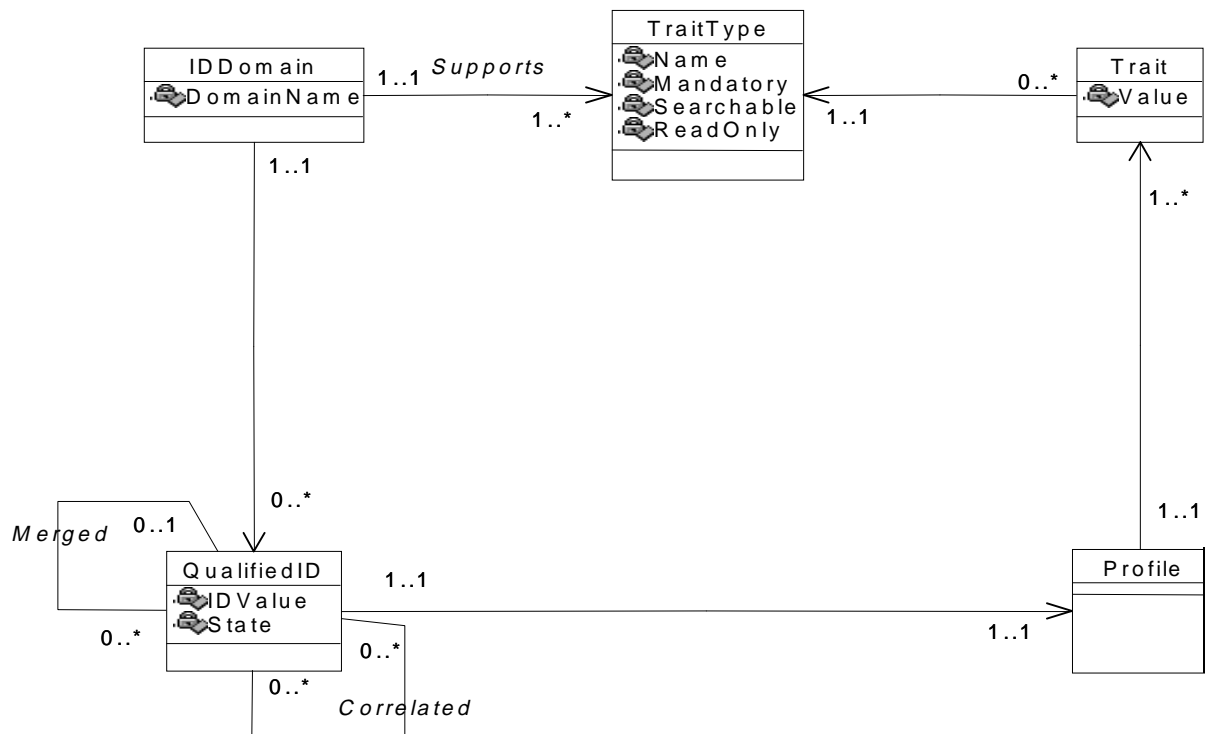 TraitType
Name
Mandatory
Searchable
ReadOnly
IDDomain
DomainName
1..1
Supports
1..*
Trait
Value
0..*
1..1
1..1
1..*
0..*
Merged
0..1
QualifiedID
IDValue
State
0..*
1..1
1..1
Profile
1..1
0..*
0..*
Correlated